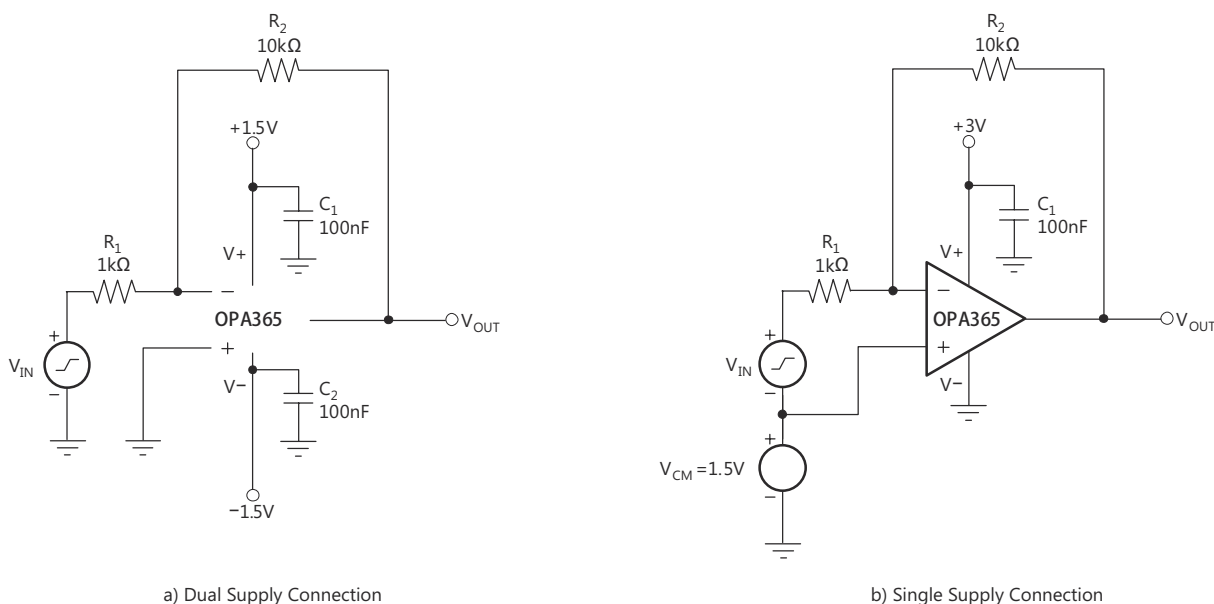 R2
10kΩ
+1.5V
C1
100nF
V+
R1
1kΩ
−
OPA365
+
VOUT
+
VIN
−
V−
C2
100nF
−1.5V
a) Dual Supply Connection
R2
10kΩ
+3V
C1
100nF
V+
R1
1kΩ
−
OPA365
+
VOUT
+
VIN
−
V−
+
VCM=1.5V
−
b) Single Supply Connection